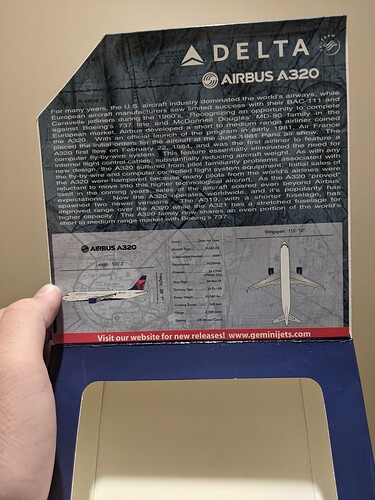 DELTA
AIRBUS A320
For many years, the U.S. aircraft industry dominated the world's airways, while
European aircraft manufacturers saw limited success with their BAC-111 and
Caravelle jetliners during the 1960's. Recognizing an opportunity to compete
against Boeing's 737 line and McDonnell Douglas' MD-80 family in the
European market, Airbus developed a short to medium range airliner coined
the A320. With an official launch of the program in early 1981, Air France
placed the initial orders for the aircraft at the June 1981 Paris air show. The
A320 first flew on February 22, 1984, and was the first airliner to feature a
computer fly-by-wire system. This feature essentially eliminated the need for
internal flight control cables, substantially reducing aircraft weight. As with any
new design, the A320 suffered from pilot familiarity problems associated with
the fly-by-wire and computer controlled flight system equipment. Initial sales of
the A320 were hampered because many pilots from the world's airlines were
reluctant to move into this higher technological aircraft. As the A320 "proved"
itself in the coming years, sales of the aircraft soared even beyond Airbus'
expectations. Now the A320 operates worldwide, and it's popularity has
spawned two newer versions. The A319, with a shorter fuselage, has
improved range over the A320, while the A321 has a stretched fuselage for
higher capacity. The A320 family now shares an even portion of the world's
short to medium range market with Boeing's 737.
AIRBUS A320
Length: 123' 3"
Wingspan: 111' 10"
Visit our website for new releases! www.geminijets.com